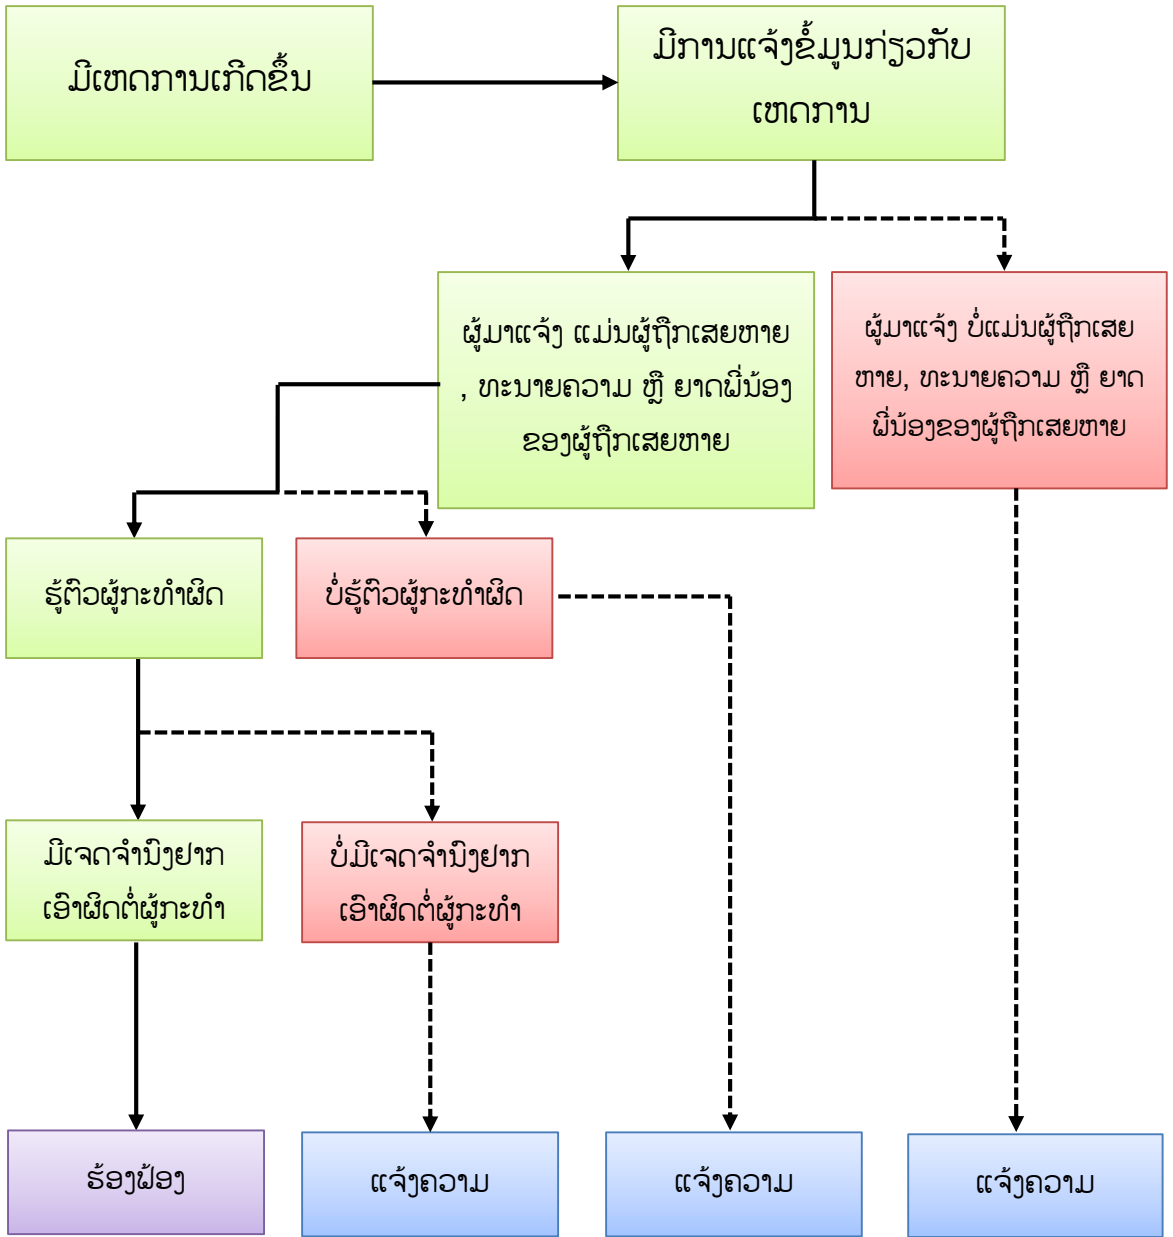 ມີເຫດການເກີດຂຶ້ນ
ມີການແຈ້ງຂໍ້ມູນກ່ຽວກັບ
ເຫດການ
ຜູ້ມາແຈ້ງ ແມ່ນຜູ້ຖືກເສຍຫາຍ
, ທະນາຍຄວາມ ຫຼື ຍາດພີ່ນ້ອງ
ຂອງຜູ້ຖືກເສຍຫາຍ
ຜູ້ມາແຈ້ງ ບໍ່ແມ່ນຜູ້ຖືກເສຍ
ຫາຍ, ທະນາຍຄວາມ ຫຼື ຍາດ
ພີ່ນ້ອງຂອງຜູ້ຖືກເສຍຫາຍ
ຮູ້ຕົວຜູ້ກະທຳຜິດ
ບໍ່ຮູ້ຕົວຜູ້ກະທຳຜິດ
ມີເຈດຈຳນົງຢາກ
ເອົາຜິດຕໍ່ຜູ້ກະທຳ
ບໍ່ມີເຈດຈຳນົງຢາກ
ເອົາຜິດຕໍ່ຜູ້ກະທຳ
ຮ້ອງຟ້ອງ
ແຈ້ງຄວາມ
ແຈ້ງຄວາມ
ແຈ້ງຄວາມ